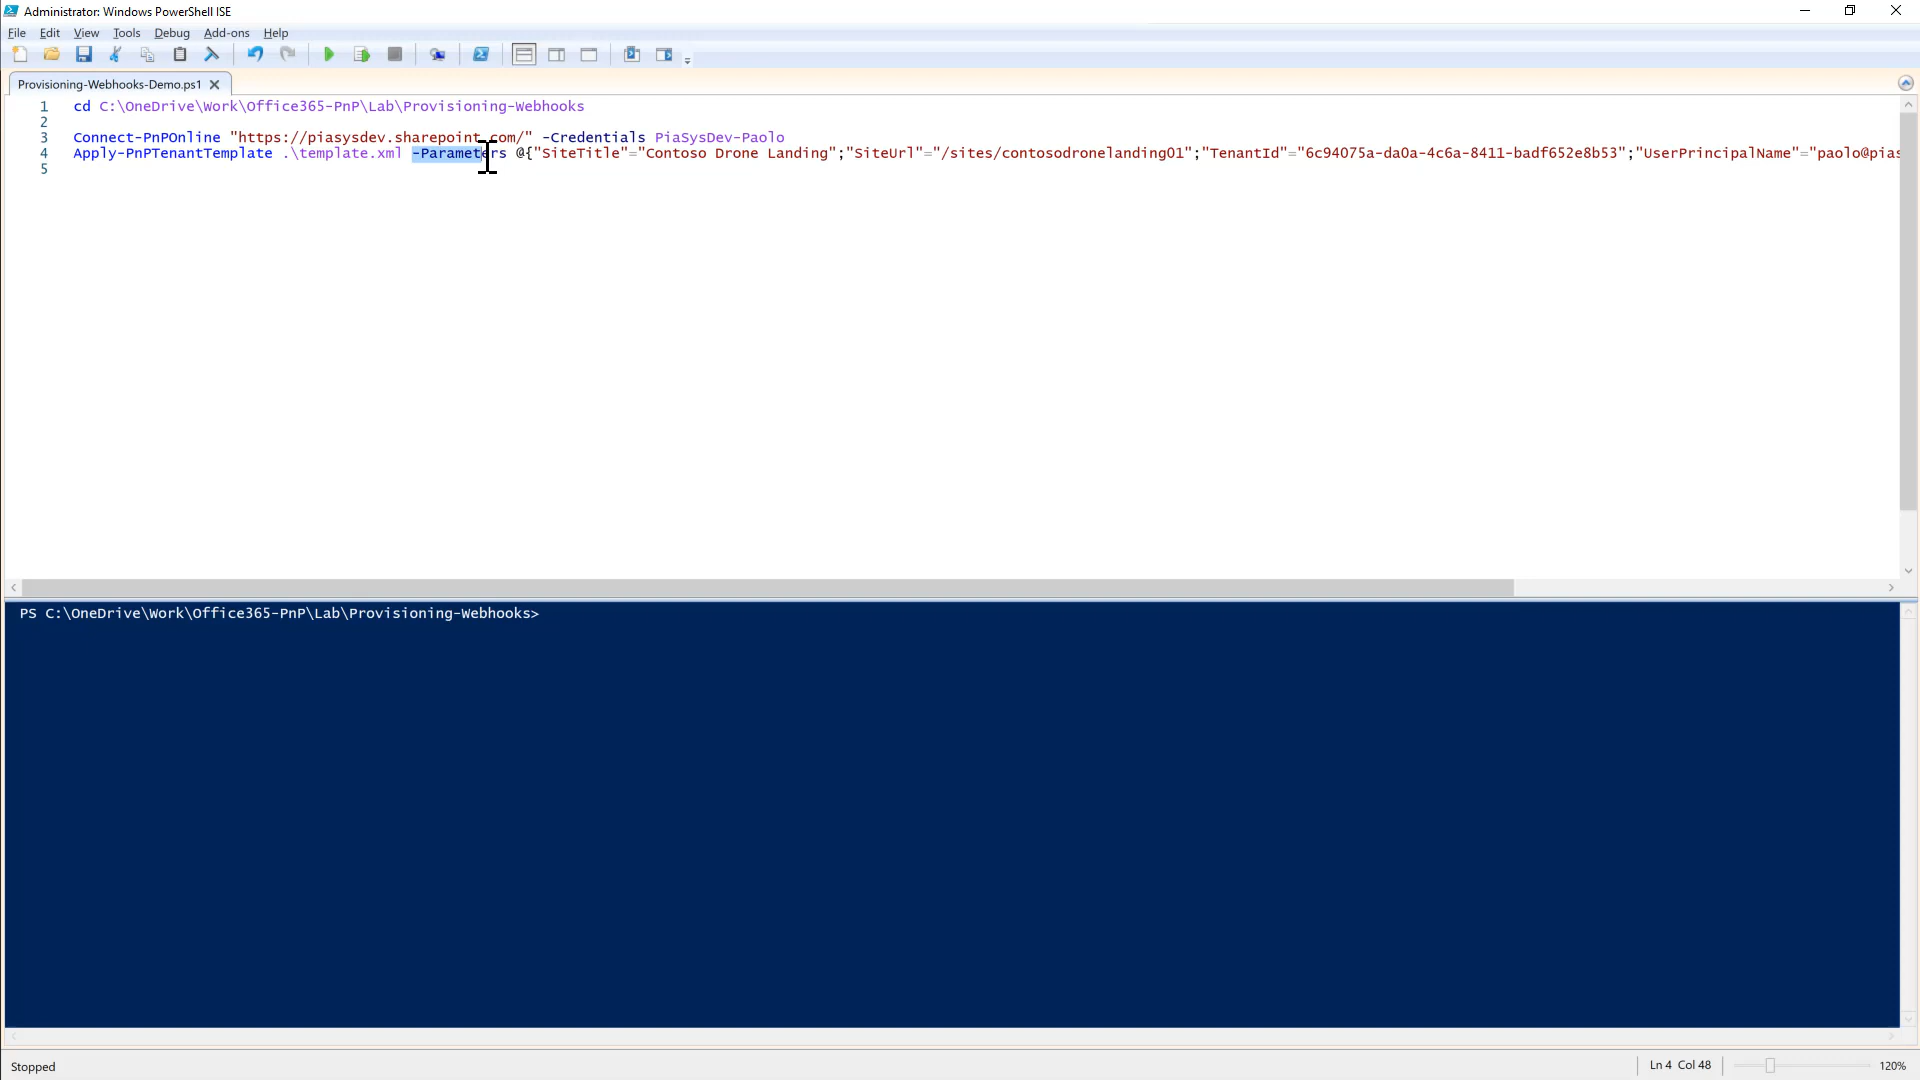 Administrator: Windows PowerShell ISE
File Edit View Tools Debug Add-ons Help
Provisioning-Webhooks-Demo.ps1
1 cd C:\OneDrive\Work\Office365-PnP\Lab\Provisioning-Webhooks
2
3 Connect-PnPOnline "https://piasysdev.sharepoint.com/" -Credentials PiaSysDev-Paolo
4 Apply-PnPTenantTemplate .\template.xml -Parameters @{"SiteTitle"="Contoso Drone Landing";"SiteUrl"="/sites/contosodronelanding01";"TenantId"="6c94075a-da0a-4c6a-8411-badf652e8b53";"UserPrincipalName"="paolo@pias
5
PS C:\OneDrive\Work\Office365-PnP\Lab\Provisioning-Webhooks>
Stopped
Ln 4 Col 48
120%